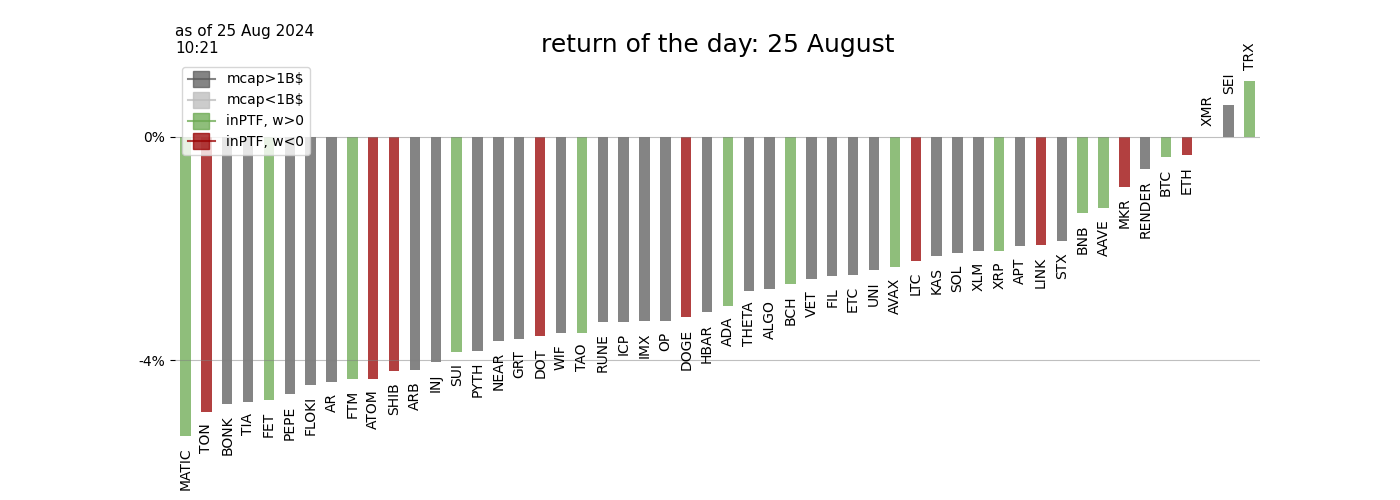 as of 25 Aug 2024
10:21
return of the day: 25 August
mcap>1B$
mcap<1B$
inPTF, w>0
inPTF, w<0
0%
-4%
MATIC
TON
BONK
TIA
FET
PEPE
FLOKI
AR
FTM
ATOM
SHIB
ARB
INJ
SUI
PYTH
NEAR
GRT
DOT
WIF
TAO
RUNE
ICP
IMX
OP
DOGE
HBAR
ADA
THETA
ALGO
BCH
VET
FIL
ETC
UNI
AVAX
LTC
KAS
SOL
XLM
XRP
APT
LINK
STX
BNB
AAVE
MKR
RENDER
BTC
ETH
XMR
SEI
TRX